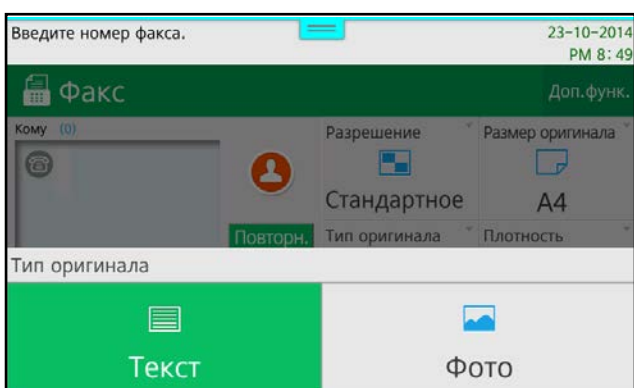 Введите номер факса.
23-10-2014
PM 8:49
Факс
Доп.функ.
Кому (0)
Разрешение
Размер оригинала
Стандартное
A4
Повторн.
Тип оригинала
Плотность
Тип оригинала
Текст
Фото